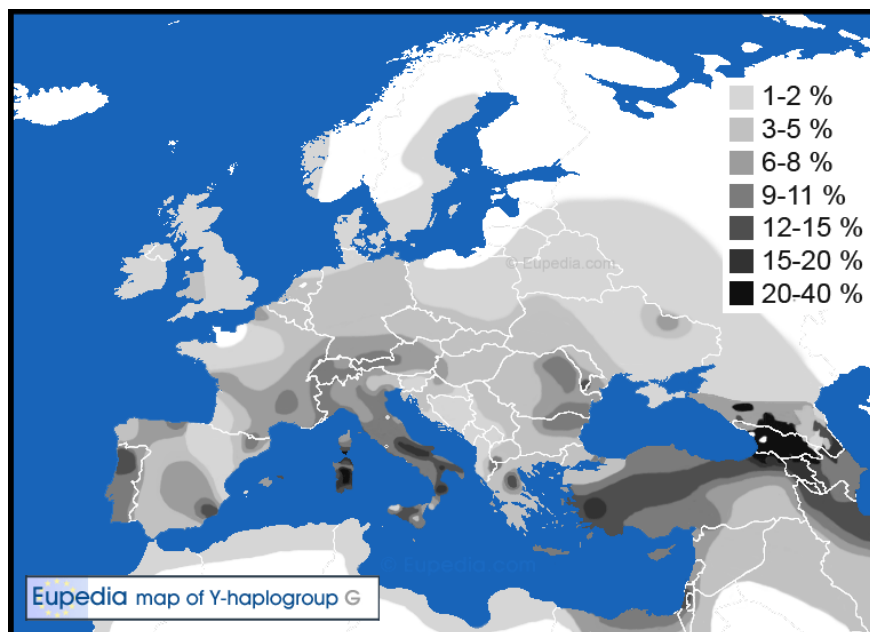 1-2 %
3-5 %
6-8 %
9-11 %
12-15 %
15-20 %
20-40 %
© Eupedia.com
© Eupedia.com
Eupedia map of Y-haplogroup G